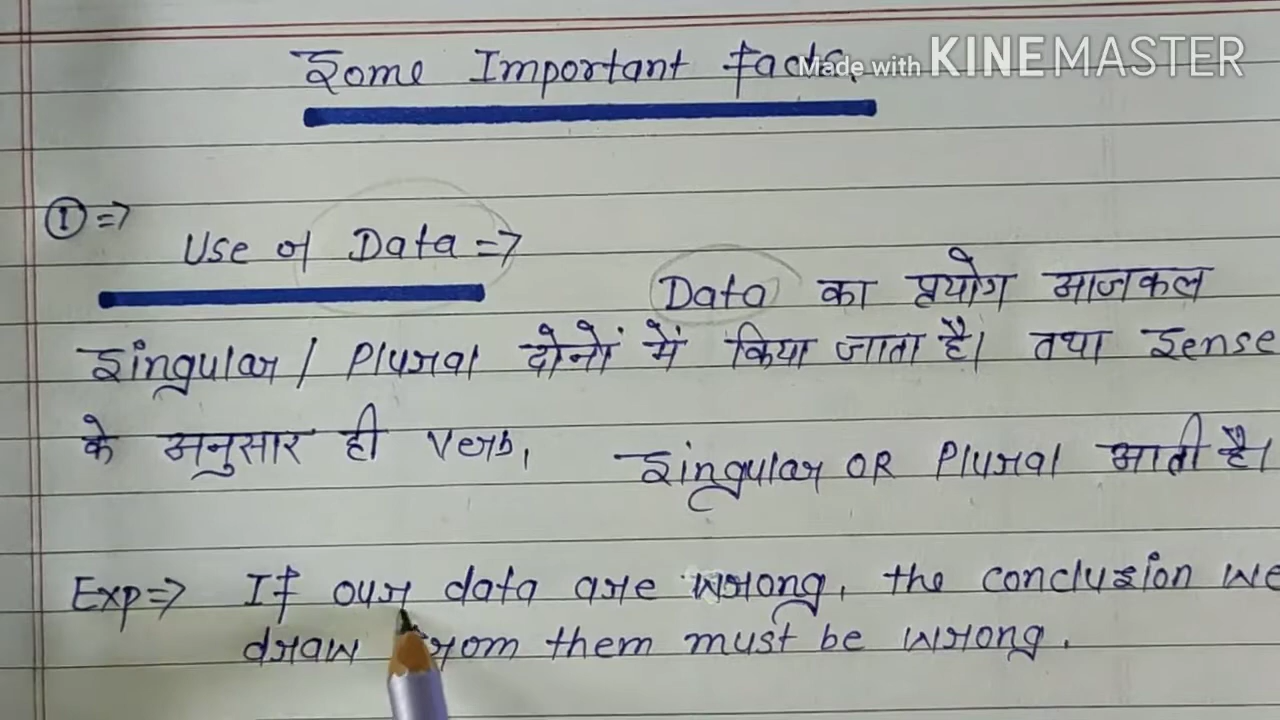 Some Important facts.
Made with KINEMASTER
① => Use of Data =>
Data का प्रयोग आजकल
Singular / Plural दोनों में किया जाता है। तथा Sense
के अनुसार ही Verb, Singular OR Plural आती है।
Exp => If our data are wrong, the conclusion we
draw from them must be wrong.